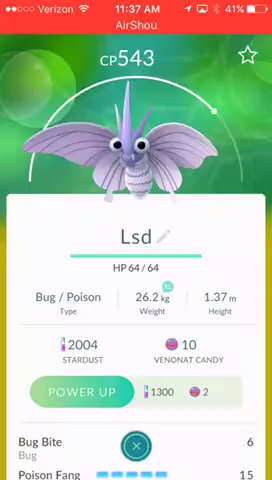 Verizon 11:37 AM 41%
AirShou
CP543
Lsd
HP 64 / 64
Bug / Poison 26.2 kg XL 1.37 m
Type Weight Height
2004 10
STARDUST VENONAT CANDY
POWER UP 1300 2
Bug Bite 6
Bug
Poison Fang 15